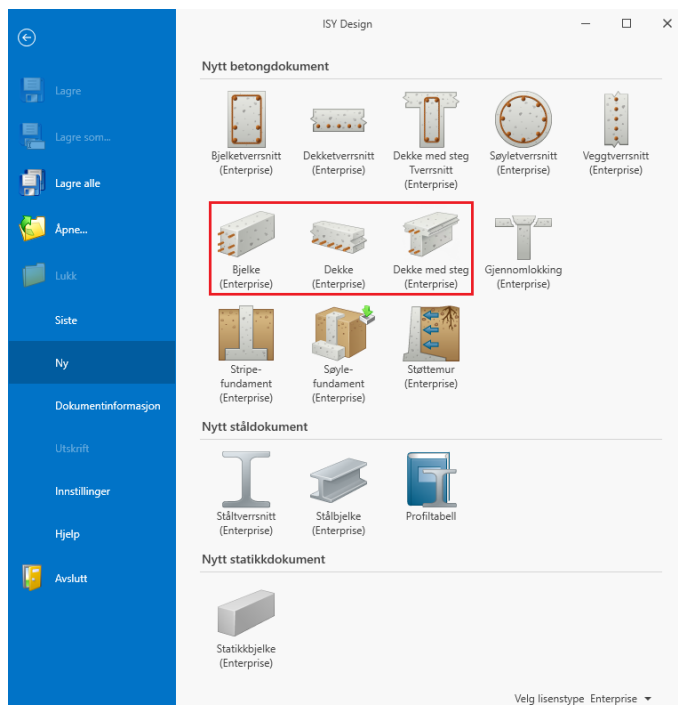 ISY Design
Lagre
Lagre som...
Lagre alle
Åpne...
Lukk
Siste
Ny
Dokumentinformasjon
Utskrift
Innstillinger
Hjelp
Avslutt
Nytt betongdokument
Bjelketverrsnitt
(Enterprise)
Dekketverrsnitt
(Enterprise)
Dekke med steg
Tverrsnitt
(Enterprise)
Søyletverrsnitt
(Enterprise)
Veggtverrsnitt
(Enterprise)
Bjelke
(Enterprise)
Dekke
(Enterprise)
Dekke med steg
(Enterprise)
Gjennomlokking
(Enterprise)
Stripe-
fundament
(Enterprise)
Søyle-
fundament
(Enterprise)
Støttemur
(Enterprise)
Nytt ståldokument
Ståltverrsnitt
(Enterprise)
Stålbjelke
(Enterprise)
Profiltabell
Nytt statikkdokument
Statikkbjelke
(Enterprise)
Velg lisenstype Enterprise